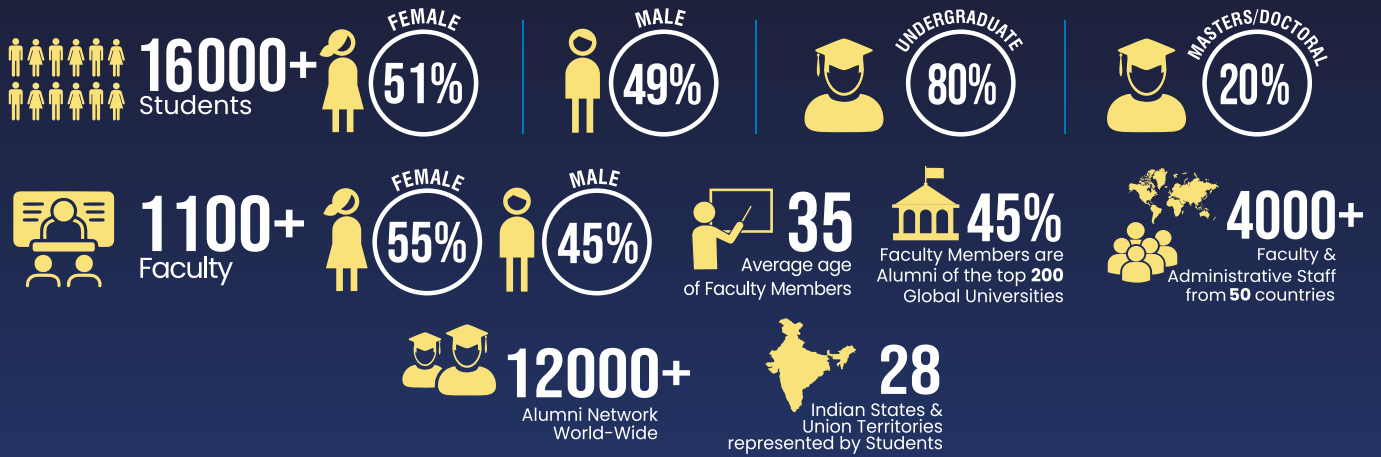 16000+
Students
FEMALE
51%
MALE
49%
UNDERGRADUATE
80%
MASTERS/DOCTORAL
20%
1100+
Faculty
FEMALE
55%
MALE
45%
35
Average age
of Faculty Members
45%
Faculty Members are
Alumni of the top 200
Global Universities
4000+
Faculty &
Administrative Staff
from 50 countries
12000+
Alumni Network
World-Wide
28
Indian States &
Union Territories
represented by Students